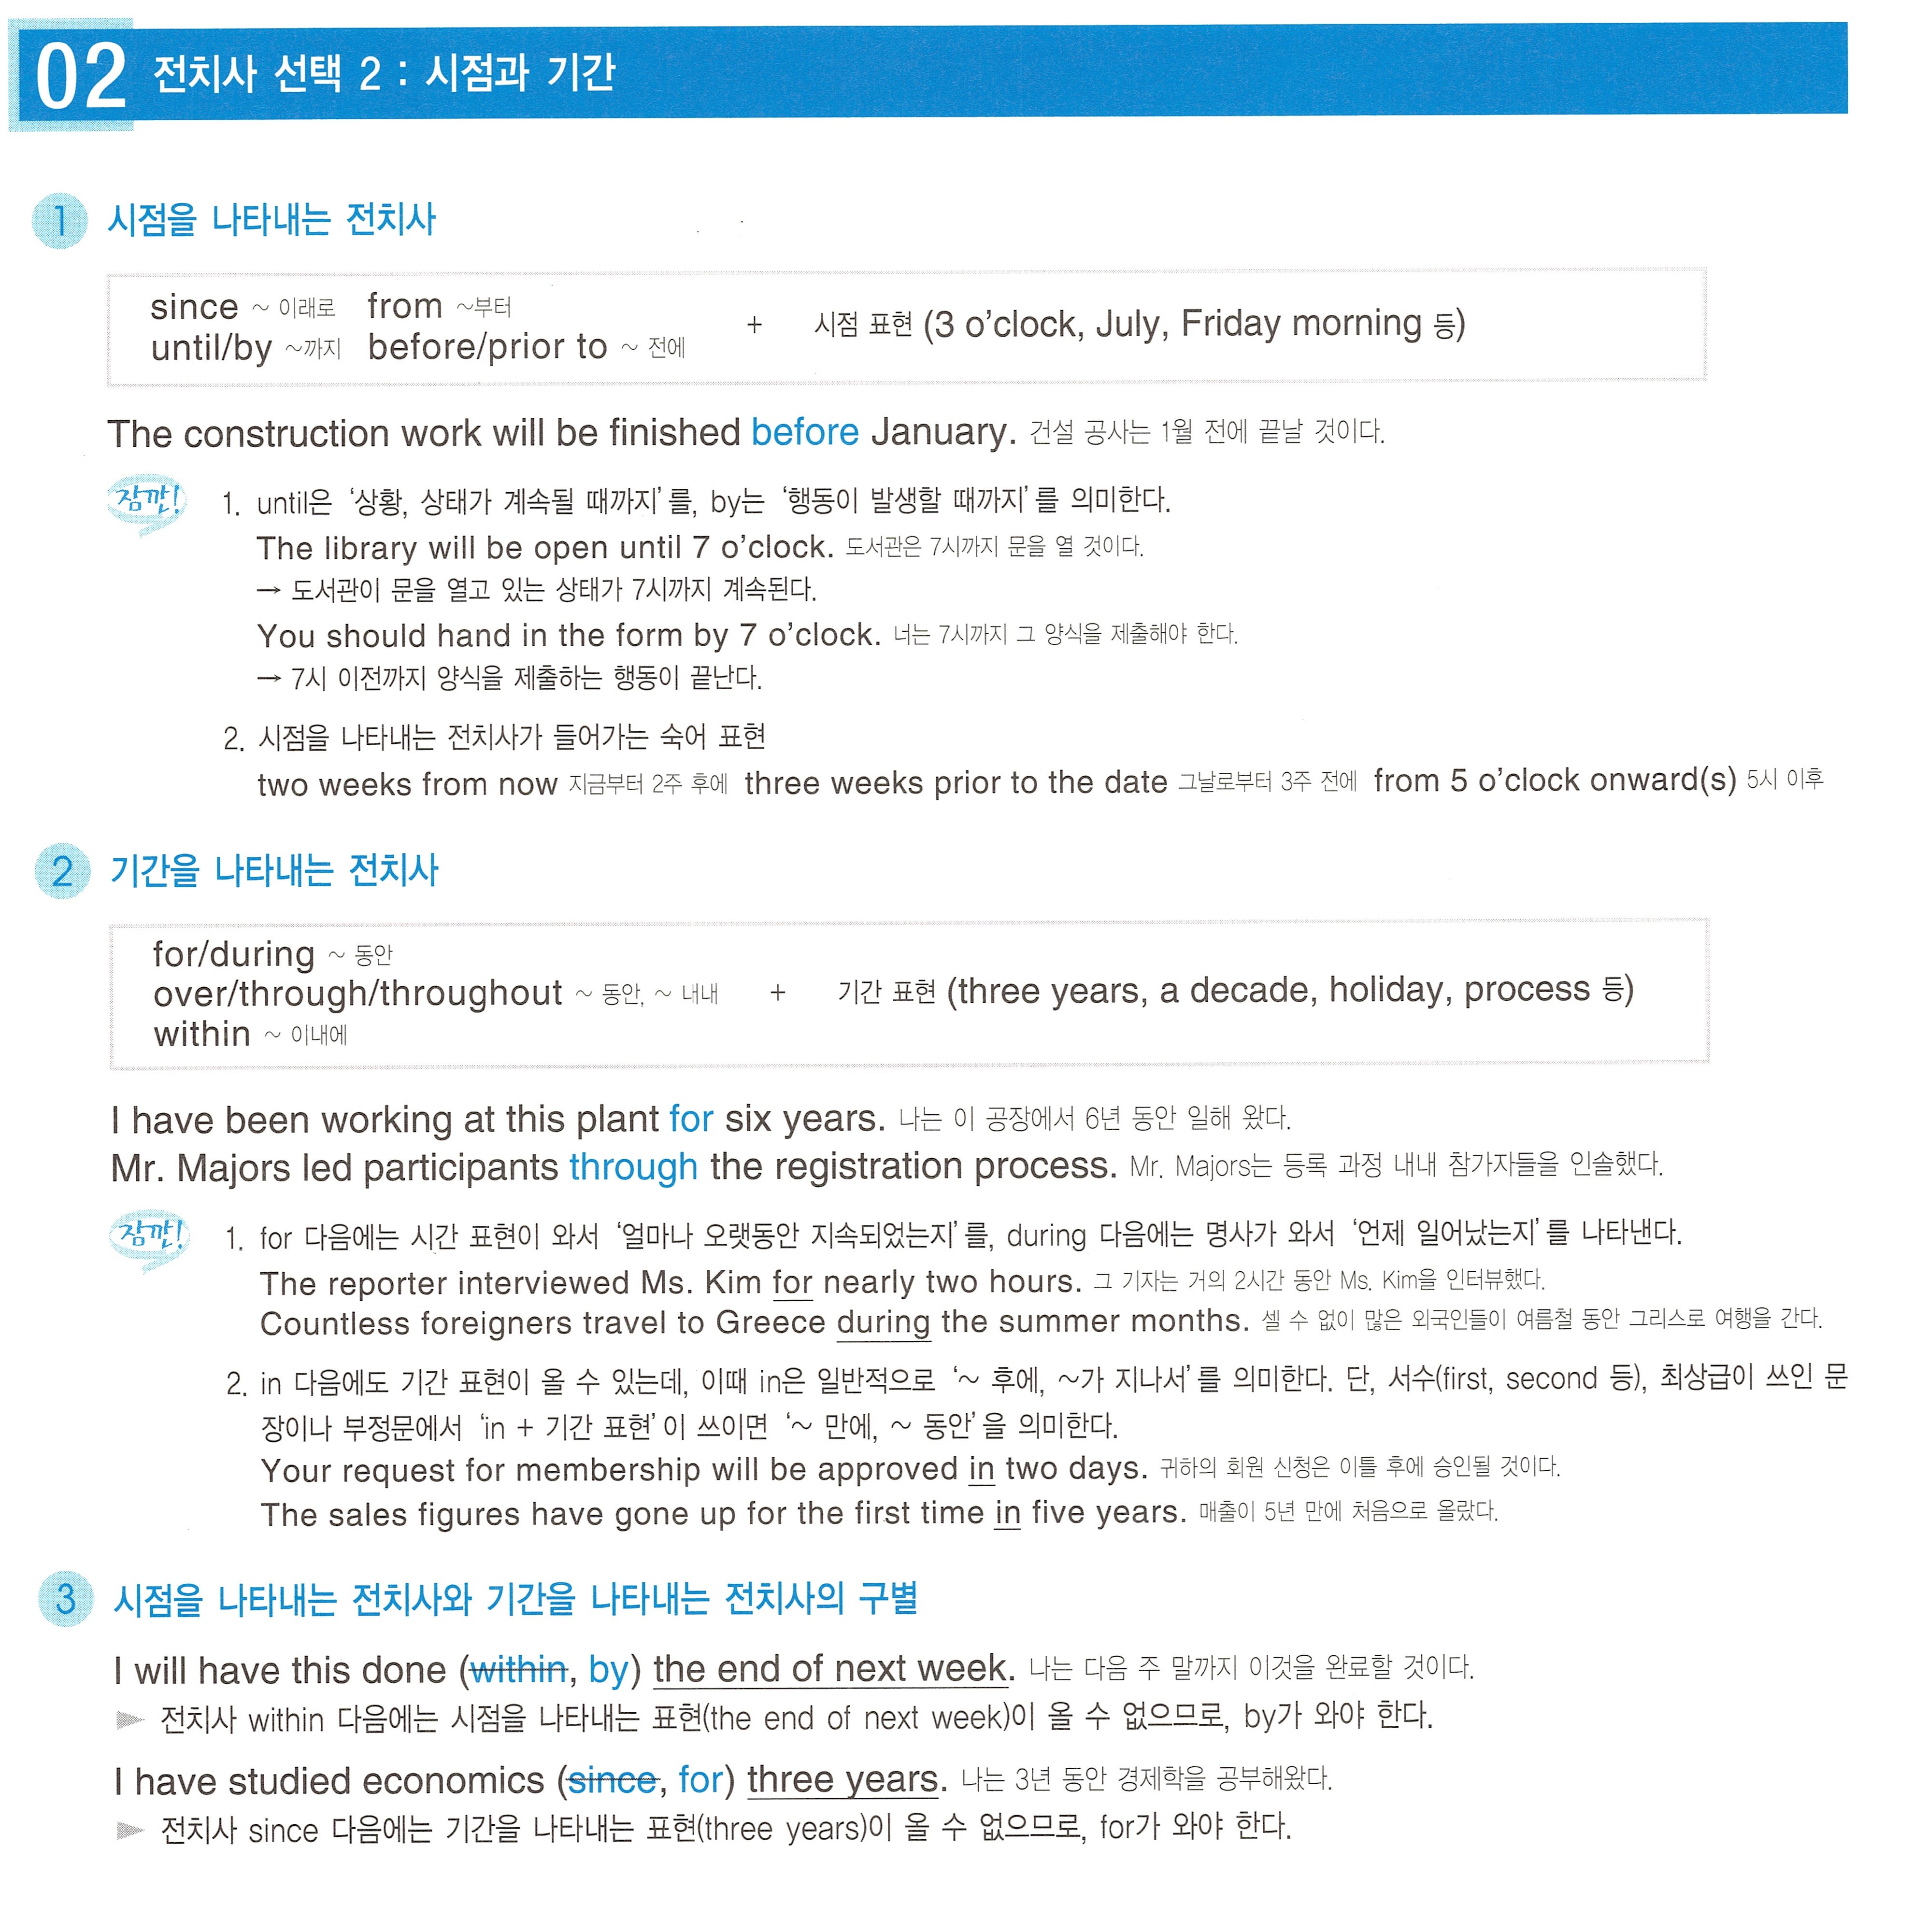 02 전치사 선택 2 : 시점과 기간
1 시점을 나타내는 전치사
since ~ 이래로 from ~부터
until/by ~까지 before/prior to ~ 전에
+ 시점 표현 (3 o'clock, July, Friday morning 등)
The construction work will be finished before January. 건설 공사는 1월 전에 끝날 것이다.
잠깐!
1. until은 '상황, 상태가 계속될 때까지'를, by는 '행동이 발생할 때까지'를 의미한다.
The library will be open until 7 o'clock. 도서관은 7시까지 문을 열 것이다.
→ 도서관이 문을 열고 있는 상태가 7시까지 계속된다.
You should hand in the form by 7 o'clock. 너는 7시까지 그 양식을 제출해야 한다.
→ 7시 이전까지 양식을 제출하는 행동이 끝난다.
2. 시점을 나타내는 전치사가 들어가는 숙어 표현
two weeks from now 지금부터 2주 후에 three weeks prior to the date 그날로부터 3주 전에 from 5 o'clock onward(s) 5시 이후
2 기간을 나타내는 전치사
for/during ~ 동안
over/through/throughout ~ 동안, ~ 내내 + 기간 표현 (three years, a decade, holiday, process 등)
within ~ 이내에
I have been working at this plant for six years. 나는 이 공장에서 6년 동안 일해 왔다.
Mr. Majors led participants through the registration process. Mr. Majors는 등록 과정 내내 참가자들을 인솔했다.
잠깐!
1. for 다음에는 시간 표현이 와서 '얼마나 오랫동안 지속되었는지'를, during 다음에는 명사가 와서 '언제 일어났는지'를 나타낸다.
The reporter interviewed Ms. Kim for nearly two hours. 그 기자는 거의 2시간 동안 Ms. Kim을 인터뷰했다.
Countless foreigners travel to Greece during the summer months. 셀 수 없이 많은 외국인들이 여름철 동안 그리스로 여행을 간다.
2. in 다음에도 기간 표현이 올 수 있는데, 이때 in은 일반적으로 '~ 후에, ~가 지나서'를 의미한다. 단, 서수(first, second 등), 최상급이 쓰인 문
장이나 부정문에서 'in + 기간 표현'이 쓰이면 '~ 만에, ~ 동안'을 의미한다.
Your request for membership will be approved in two days. 귀하의 회원 신청은 이틀 후에 승인될 것이다.
The sales figures have gone up for the first time in five years. 매출이 5년 만에 처음으로 올랐다.
3 시점을 나타내는 전치사와 기간을 나타내는 전치사의 구별
I will have this done (within, by) the end of next week. 나는 다음 주 말까지 이것을 완료할 것이다.
► 전치사 within 다음에는 시점을 나타내는 표현(the end of next week)이 올 수 없으므로, by가 와야 한다.
I have studied economics (since, for) three years. 나는 3년 동안 경제학을 공부해왔다.
► 전치사 since 다음에는 기간을 나타내는 표현(three years)이 올 수 없으므로, for가 와야 한다.